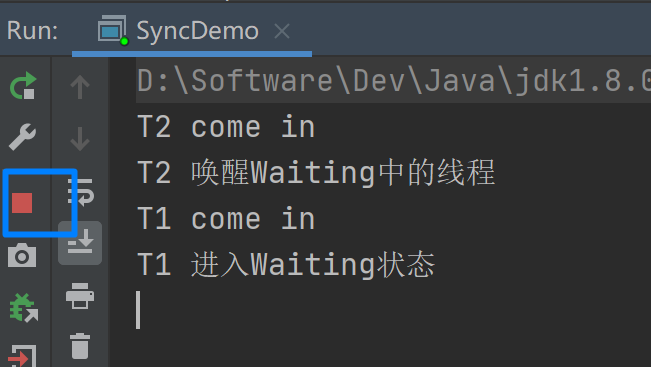 Run: SyncDemo
D:\Software\Dev\Java\jdk1.8.0
T2 come in
T2 唤醒Waiting中的线程
T1 come in
T1 进入Waiting状态